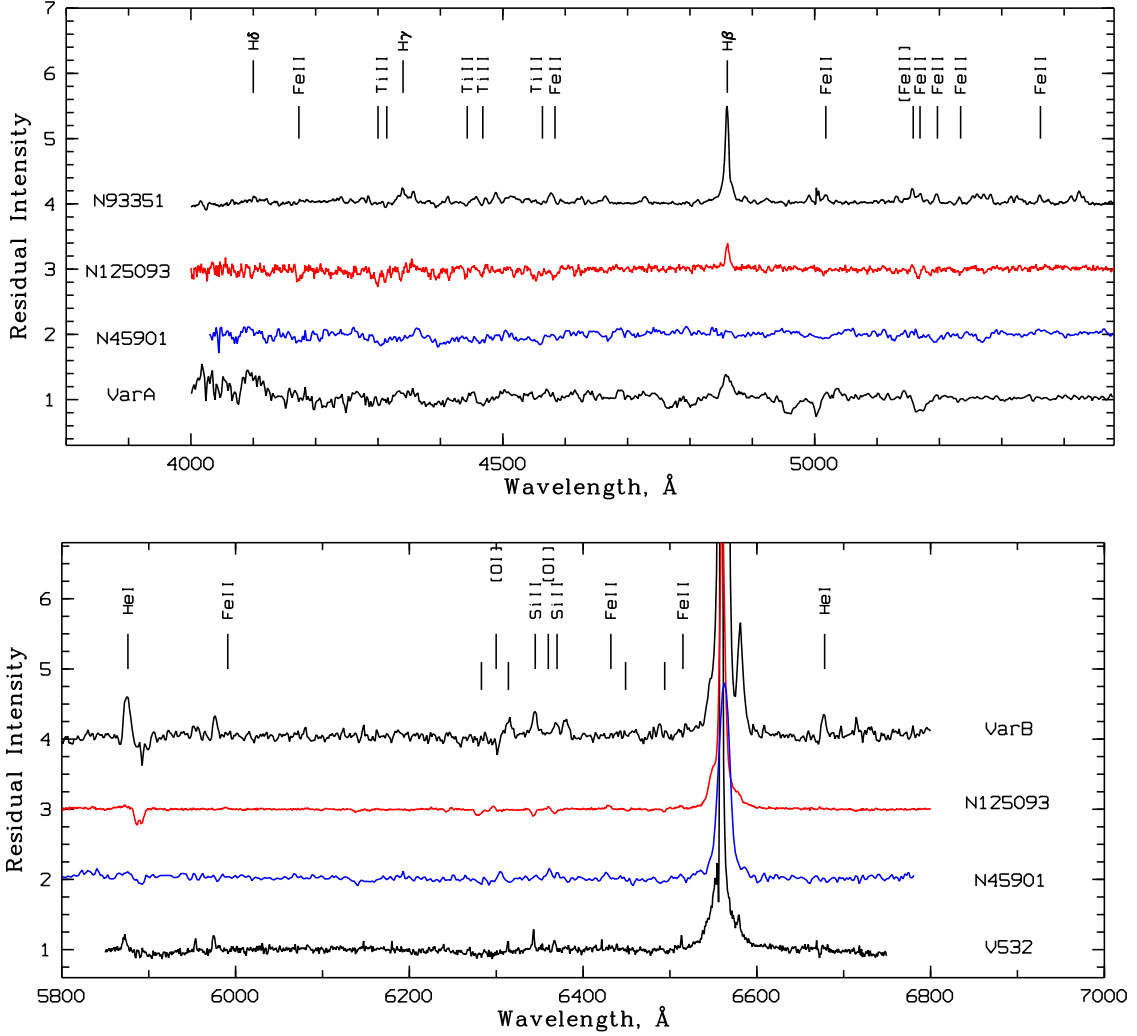 7
6
5
4
3
2
1
Residual Intensity
Hδ
FeII
TiII
Hγ
TiII
TiII
TiII
FeII
Hβ
FeII
[FeII]
FeII
FeII
FeII
FeII
N93351
N125093
N45901
VarA
4000
4500
5000
Wavelength, Å
6
5
4
3
2
1
Residual Intensity
HeI
FeII
[OI]
SiII
[OI]
SiII
FeII
FeII
HeI
VarB
N125093
N45901
V532
5800
6000
6200
6400
6600
6800
7000
Wavelength, Å